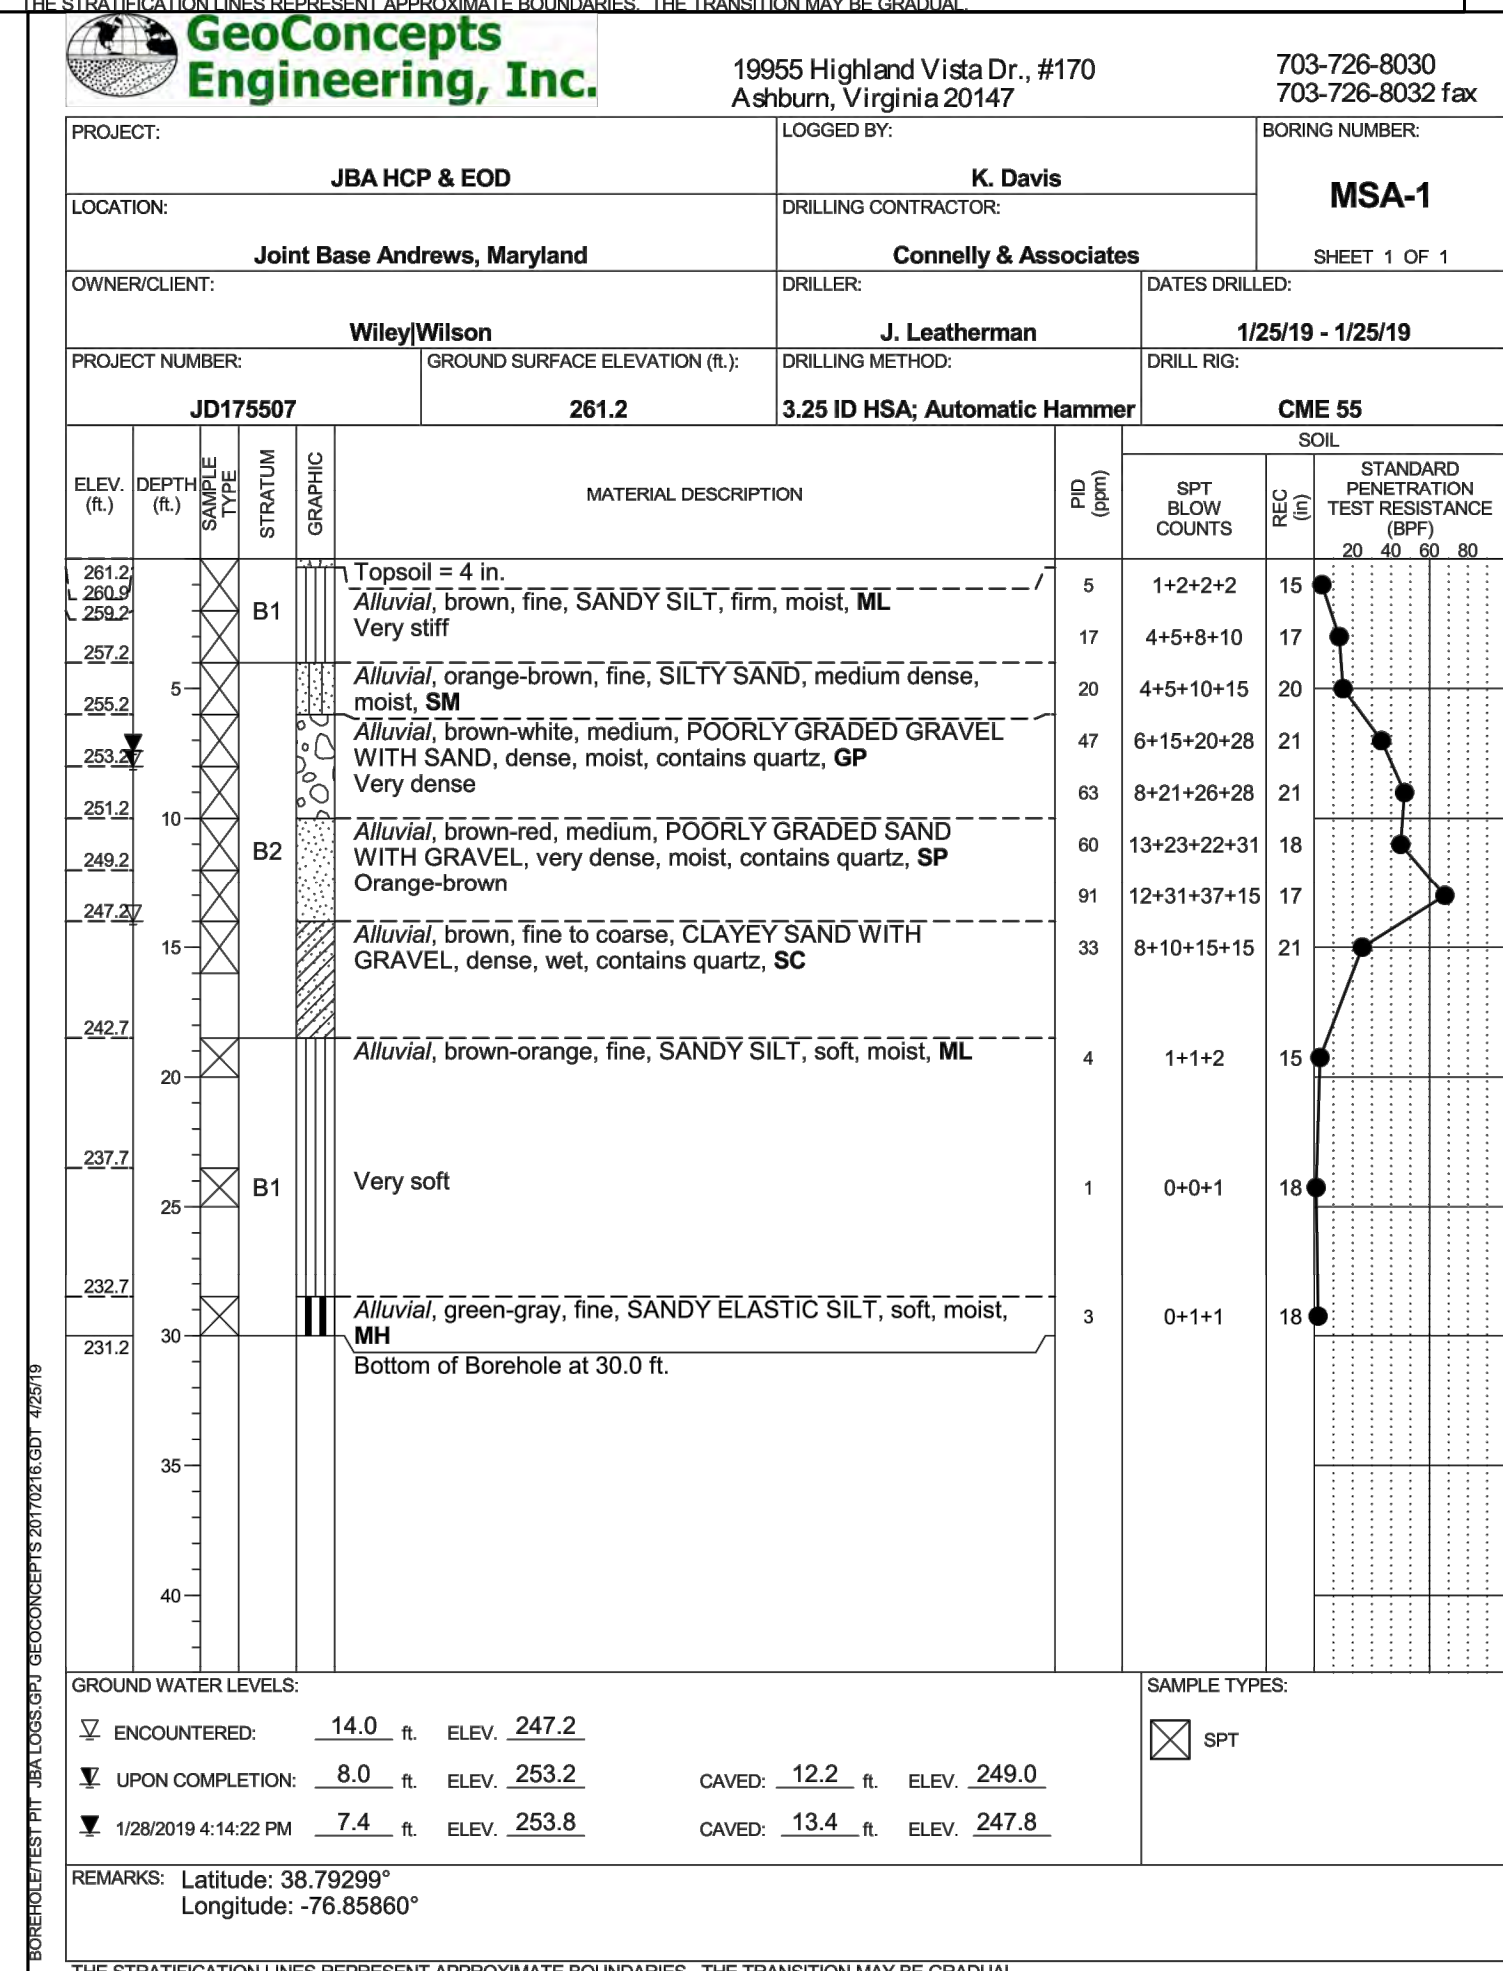 THE STRATIFICATION LINES REPRESENT APPROXIMATE BOUNDARIES. THE TRANSITION MAY BE GRADUAL.
GeoConcepts
Engineering, Inc.
19955 Highland Vista Dr., #170
Ashburn, Virginia 20147
703-726-8030
703-726-8032 fax
PROJECT:
JBA HCP & EOD
LOGGED BY:
K. Davis
BORING NUMBER:
MSA-1
SHEET 1 OF 1
LOCATION:
Joint Base Andrews, Maryland
DRILLING CONTRACTOR:
Connelly & Associates
OWNER/CLIENT:
Wiley|Wilson
DRILLER:
J. Leatherman
DATES DRILLED:
1/25/19 - 1/25/19
PROJECT NUMBER:
JD175507
GROUND SURFACE ELEVATION (ft.):
261.2
DRILLING METHOD:
3.25 ID HSA; Automatic Hammer
DRILL RIG:
CME 55
ELEV. (ft.)
DEPTH (ft.)
SAMPLE TYPE
STRATUM
GRAPHIC
MATERIAL DESCRIPTION
PID (ppm)
SOIL
SPT BLOW COUNTS
REC (in)
STANDARD PENETRATION TEST RESISTANCE (BPF)
20 40 60 80
261.2
Topsoil = 4 in.
5 1+2+2+2 15
260.9
259.2
B1
Alluvial, brown, fine, SANDY SILT, firm, moist, ML
Very stiff
17 4+5+8+10 17
257.2
Alluvial, orange-brown, fine, SILTY SAND, medium dense,
moist, SM
5
20 4+5+10+15 20
255.2
Alluvial, brown-white, medium, POORLY GRADED GRAVEL
WITH SAND, dense, moist, contains quartz, GP
47 6+15+20+28 21
253.2
Very dense
63 8+21+26+28 21
251.2
10
Alluvial, brown-red, medium, POORLY GRADED SAND
WITH GRAVEL, very dense, moist, contains quartz, SP
B2
60 13+23+22+31 18
249.2
Orange-brown
91 12+31+37+15 17
247.2
Alluvial, brown, fine to coarse, CLAYEY SAND WITH
GRAVEL, dense, wet, contains quartz, SC
15
33 8+10+15+15 21
242.7
Alluvial, brown-orange, fine, SANDY SILT, soft, moist, ML
4 1+1+2 15
20
237.7
B1
Very soft
1 0+0+1 18
25
232.7
Alluvial, green-gray, fine, SANDY ELASTIC SILT, soft, moist,
MH
3 0+1+1 18
30
231.2
Bottom of Borehole at 30.0 ft.
35
40
GROUND WATER LEVELS:
ENCOUNTERED: 14.0 ft. ELEV. 247.2
UPON COMPLETION: 8.0 ft. ELEV. 253.2 CAVED: 12.2 ft. ELEV. 249.0
1/28/2019 4:14:22 PM 7.4 ft. ELEV. 253.8 CAVED: 13.4 ft. ELEV. 247.8
SAMPLE TYPES:
SPT
REMARKS: Latitude: 38.79299°
Longitude: -76.85860°
BOREHOLE/TEST PIT JBA LOGS.GPJ GEOCONCEPTS 20170216.GDT 4/25/19
THE STRATIFICATION LINES REPRESENT APPROXIMATE BOUNDARIES. THE TRANSITION MAY BE GRADUAL.